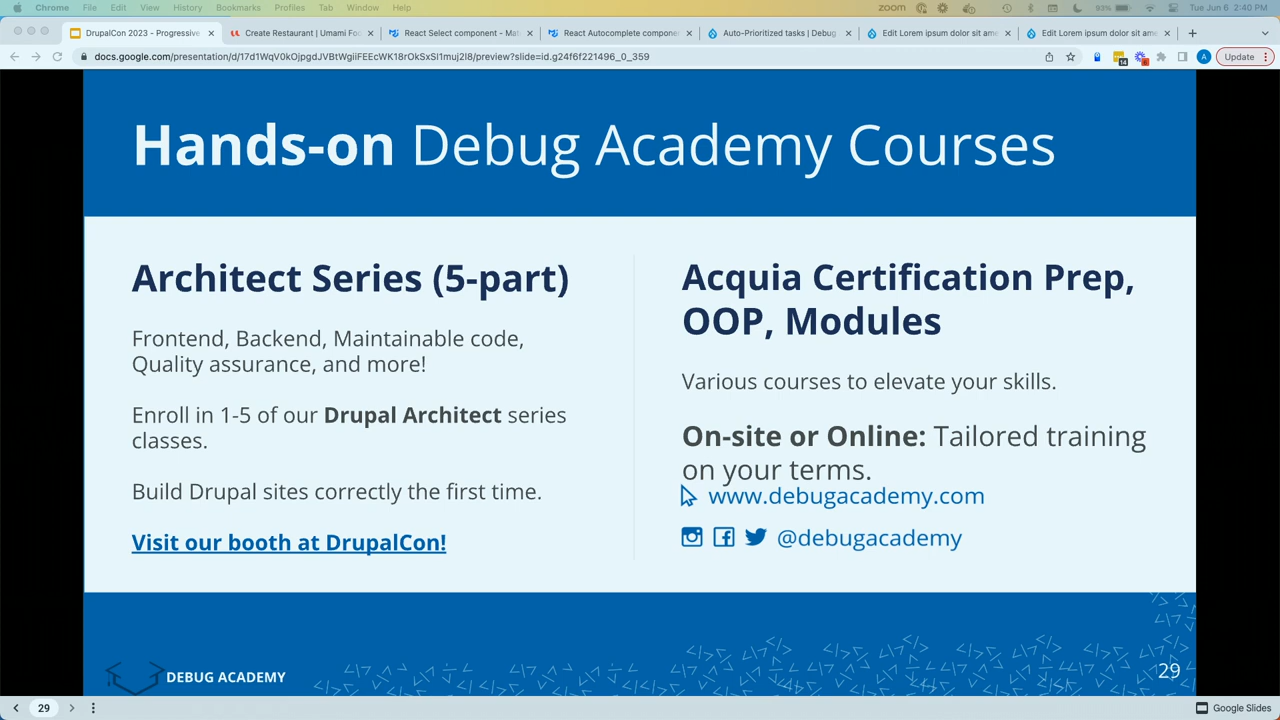 Chrome File Edit View History Bookmarks Profiles Tab Window Help
zoom 93% Tue Jun 6 2:40 PM
DrupalCon 2023 - Progressive
Create Restaurant | Umami Fo
React Select component - Mat
React Autocomplete compone
Auto-Prioritized tasks | Debug
Edit Lorem ipsum dolor sit am
Edit Lorem ipsum dolor sit am
docs.google.com/presentation/d/17d1WqV0kOjpgdJVBtWgiiFEEcWK18rOkSxSI1muj2l8/preview?slide=id.g24f6f221496_0_359
14
A
Update
Hands-on Debug Academy Courses
Architect Series (5-part)
Frontend, Backend, Maintainable code,
Quality assurance, and more!
Enroll in 1-5 of our Drupal Architect series
classes.
Build Drupal sites correctly the first time.
Visit our booth at DrupalCon!
Acquia Certification Prep,
OOP, Modules
Various courses to elevate your skills.
On-site or Online: Tailored training
on your terms.
www.debugacademy.com
@debugacademy
DEBUG ACADEMY
29
29
Google Slides